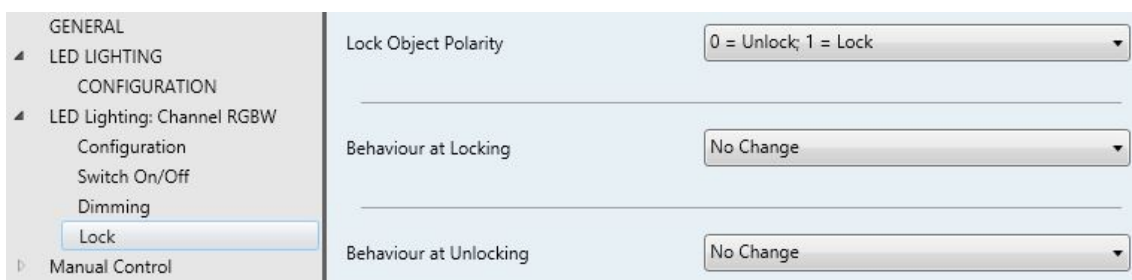 GENERAL
LED LIGHTING
CONFIGURATION
LED Lighting: Channel RGBW
Configuration
Switch On/Off
Dimming
Lock
Manual Control
Lock Object Polarity
0 = Unlock; 1 = Lock
Behaviour at Locking
No Change
Behaviour at Unlocking
No Change